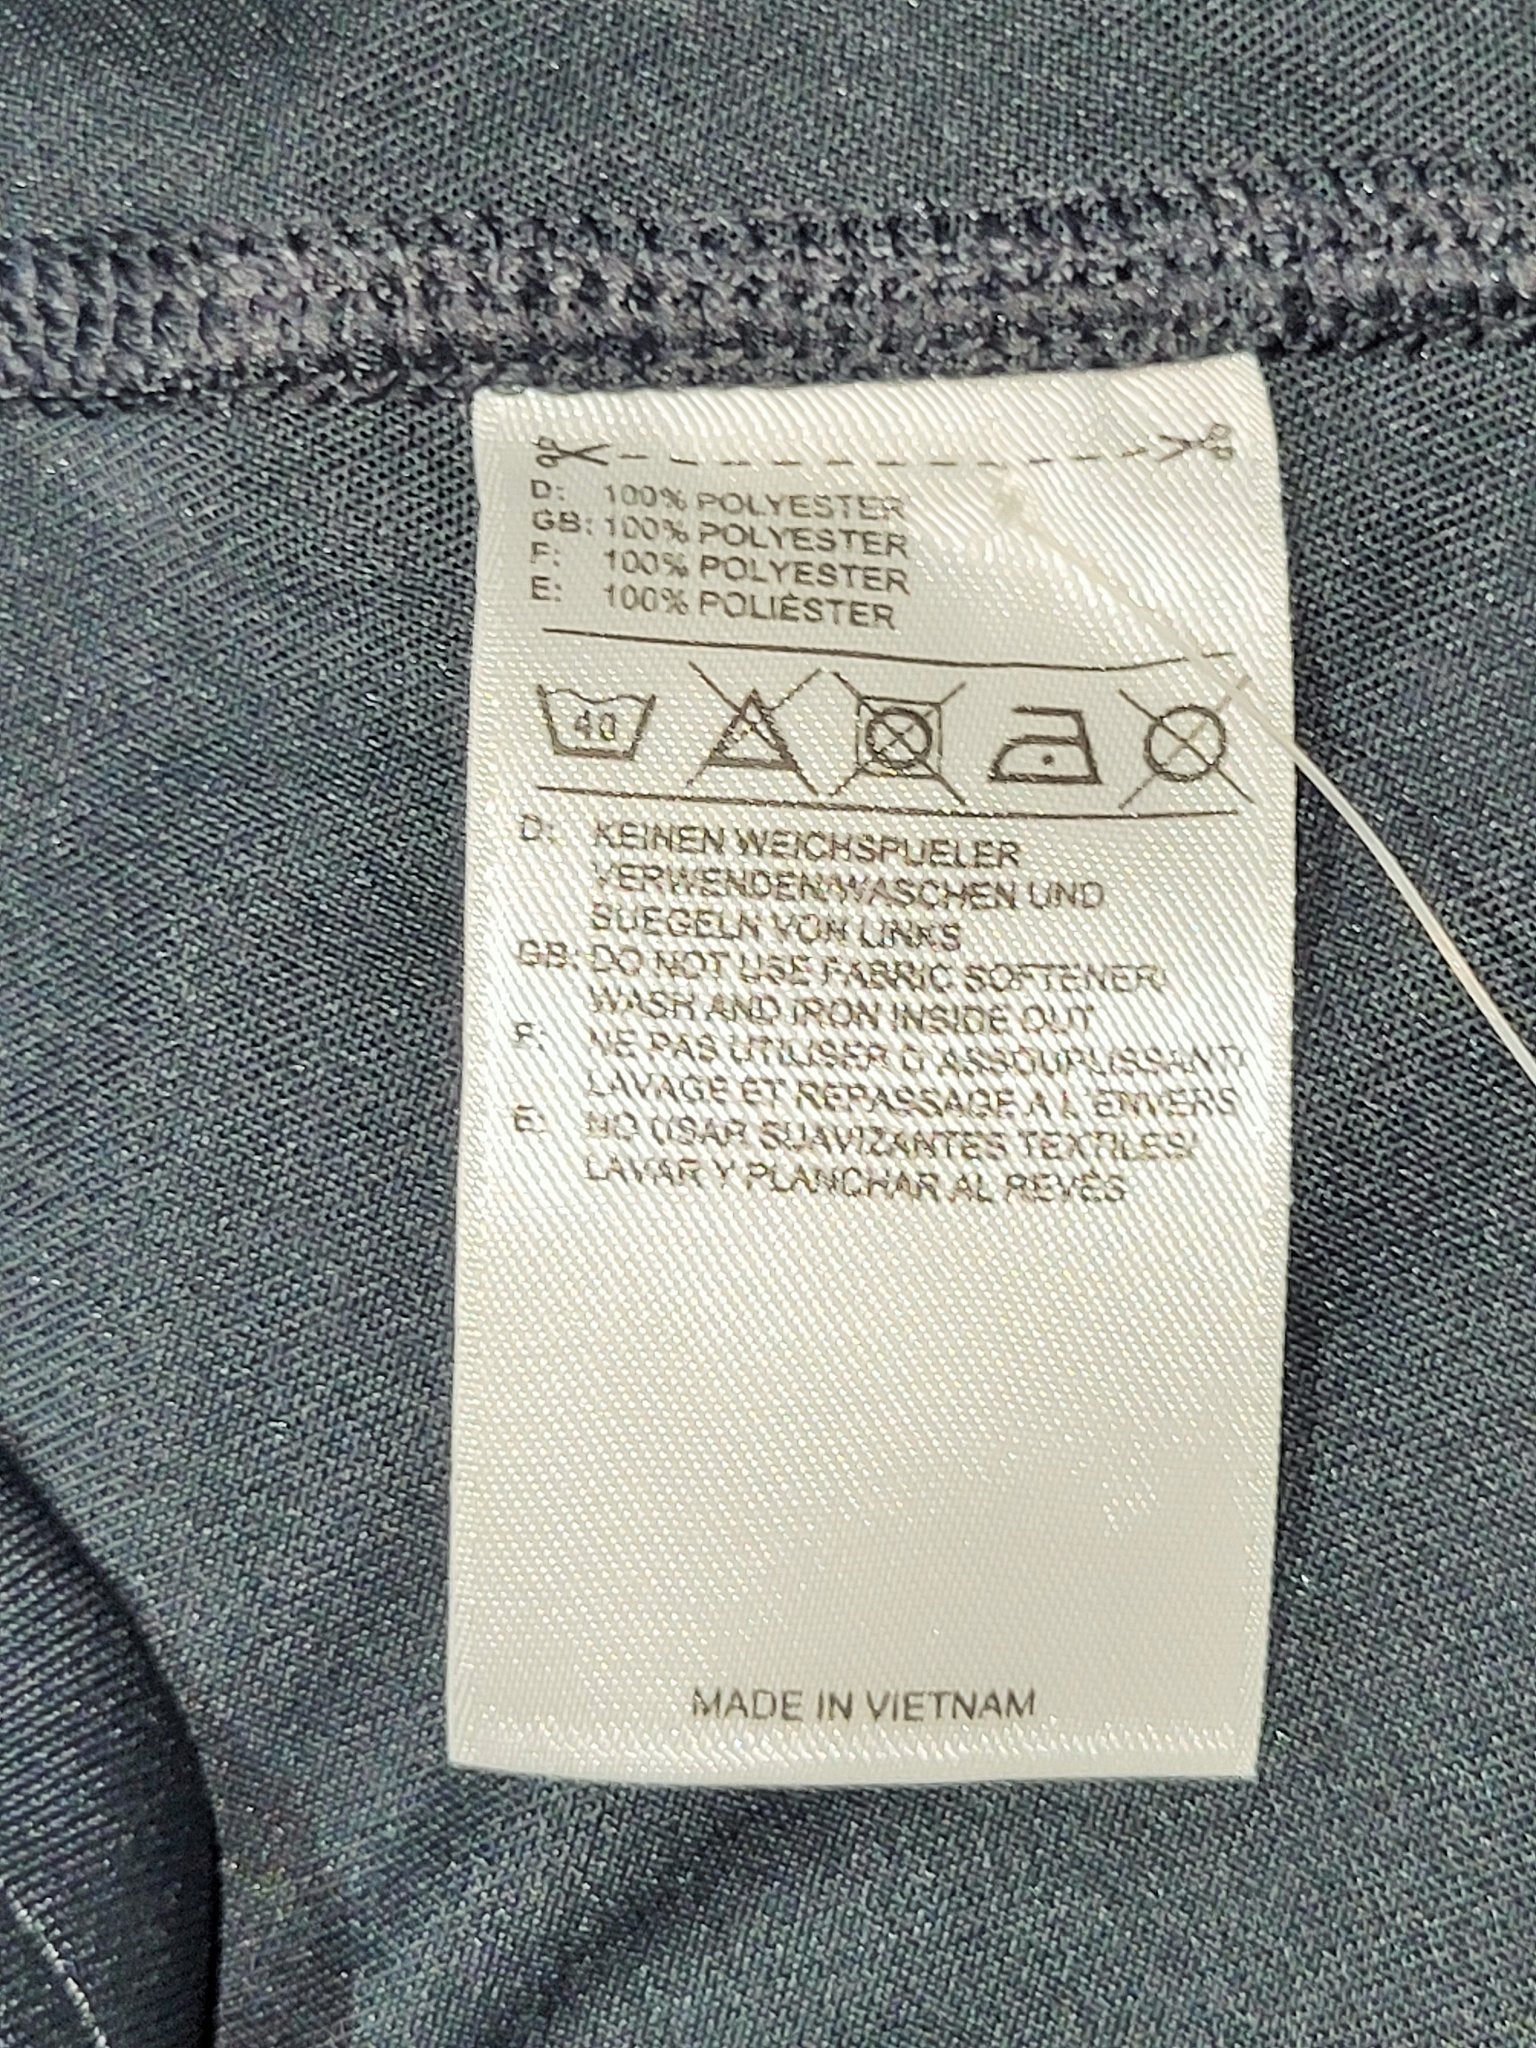 D: 100% POLYESTER
GB: 100% POLYESTER
F: 100% POLYESTER
E: 100% POLIÉSTER
40
D: KEINEN WEICHSPUELER
VERWENDEN/WASCHEN UND
BUEGELN VON LINKS
GB: DO NOT USE FABRIC SOFTENER/
WASH AND IRON INSIDE OUT
F: NE PAS UTILISER D'ASSOUPLISSANT/
LAVAGE ET REPASSAGE A L'ENVERS
E: NO USAR SUAVIZANTES TEXTILES/
LAVAR Y PLANCHAR AL REVÉS
MADE IN VIETNAM